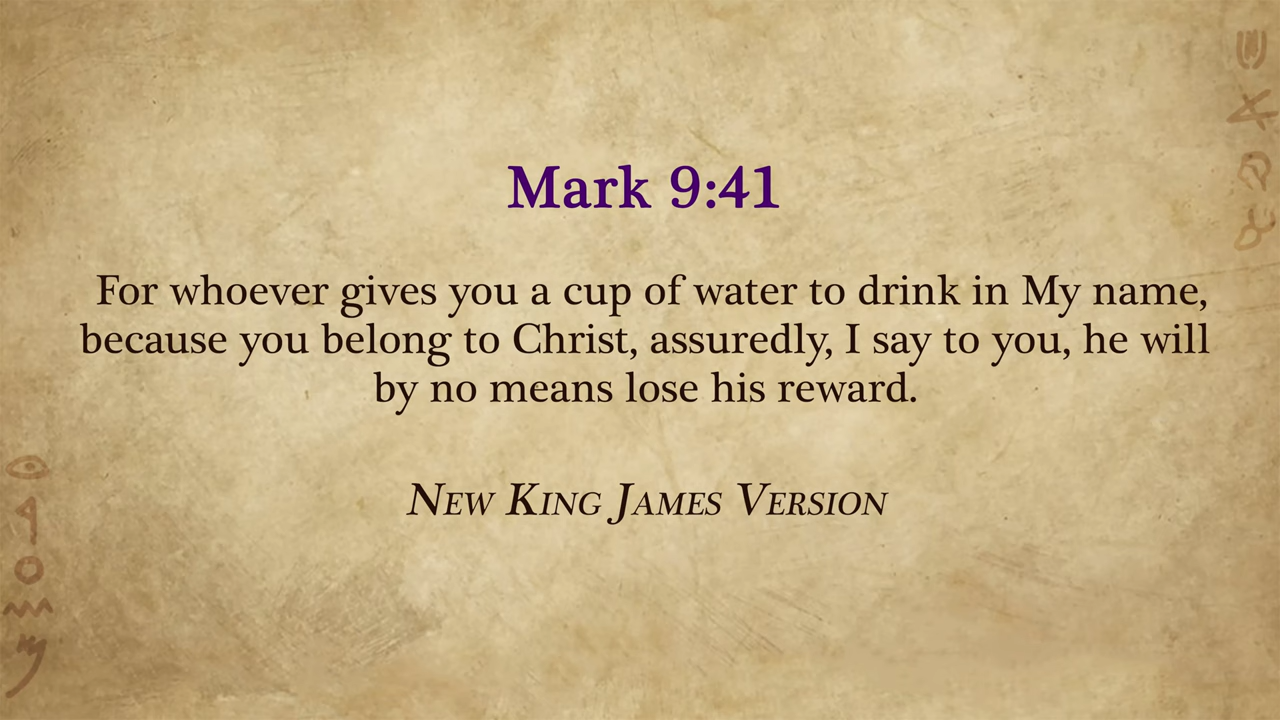 Mark 9:41
For whoever gives you a cup of water to drink in My name,
because you belong to Christ, assuredly, I say to you, he will
by no means lose his reward.
New King James Version